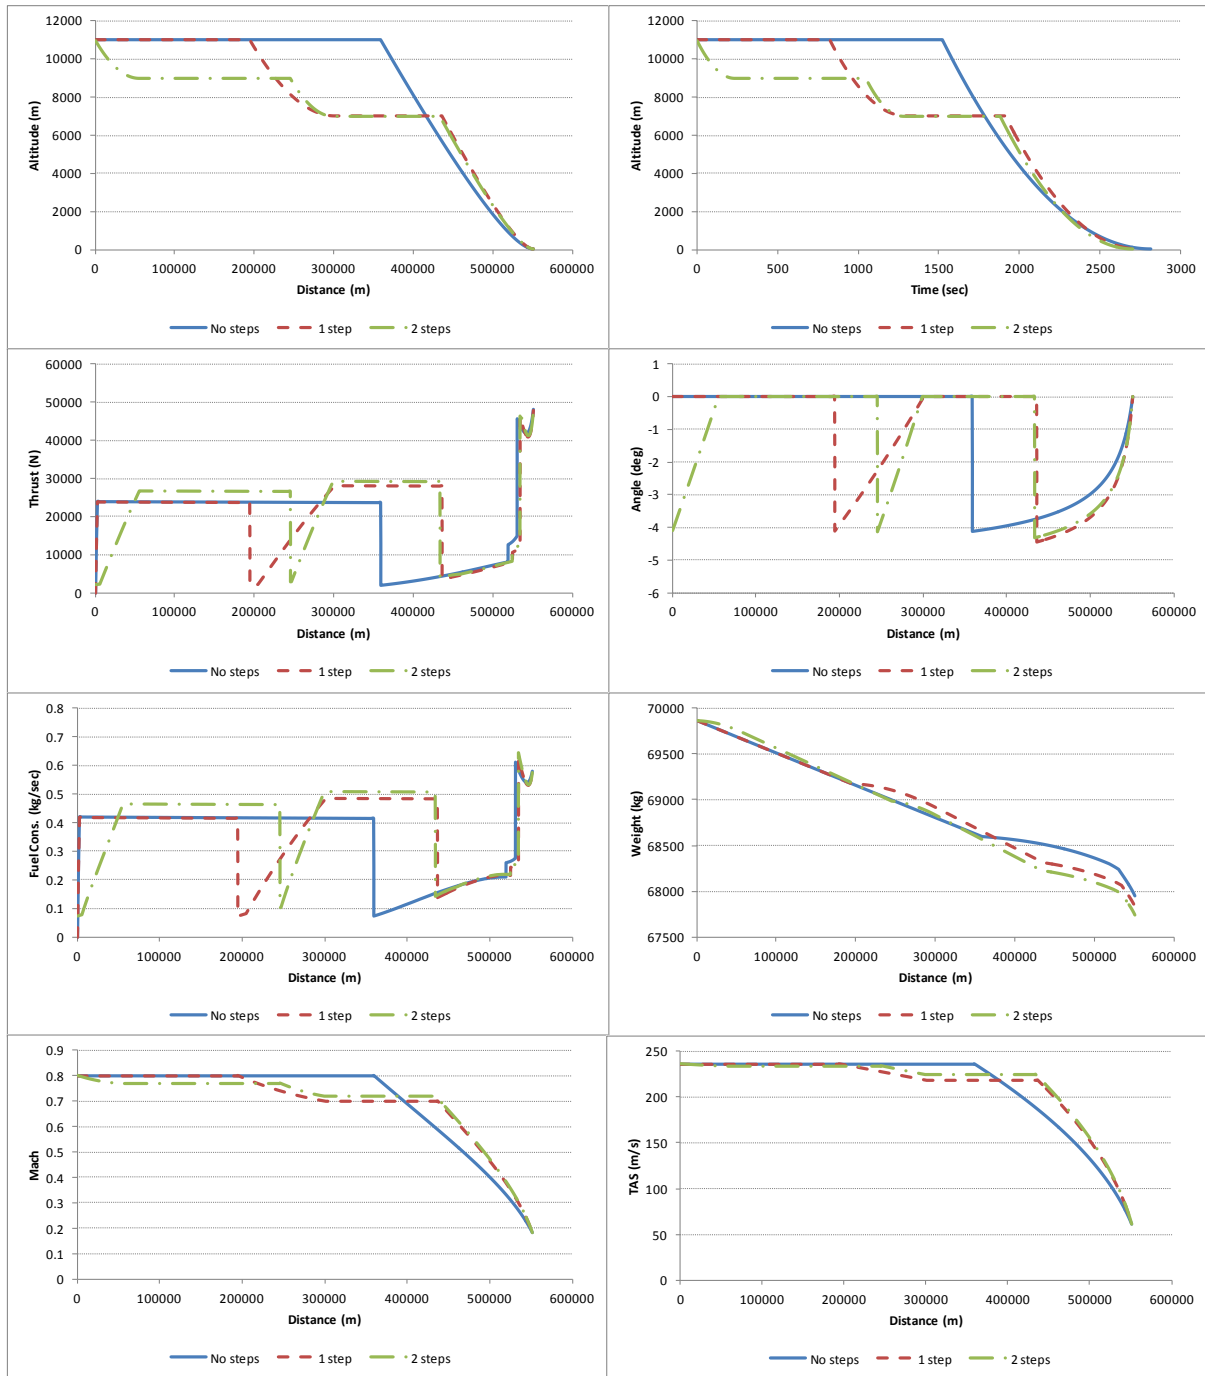 12000
10000
8000
6000
4000
2000
0
Altitude (m)
0 100000 200000 300000 400000 500000 600000
Distance (m)
No steps 1 step 2 steps
12000
10000
8000
6000
4000
2000
0
Altitude (m)
0 500 1000 1500 2000 2500 3000
Time (sec)
No steps 1 step 2 steps
60000
50000
40000
30000
20000
10000
0
Thrust (N)
0 100000 200000 300000 400000 500000 600000
Distance (m)
No steps 1 step 2 steps
1
0
-1
-2
-3
-4
-5
-6
Angle (deg)
0 100000 200000 300000 400000 500000 600000
Distance (m)
No steps 1 step 2 steps
0.8
0.7
0.6
0.5
0.4
0.3
0.2
0.1
0
Fuel Cons. (kg/sec)
0 100000 200000 300000 400000 500000 600000
Distance (m)
No steps 1 step 2 steps
70000
69500
69000
68500
68000
67500
Weight (kg)
0 100000 200000 300000 400000 500000 600000
Distance (m)
No steps 1 step 2 steps
0.9
0.8
0.7
0.6
0.5
0.4
0.3
0.2
0.1
0
Mach
0 100000 200000 300000 400000 500000 600000
Distance (m)
No steps 1 step 2 steps
250
200
150
100
50
0
TAS (m/s)
0 100000 200000 300000 400000 500000 600000
Distance (m)
No steps 1 step 2 steps